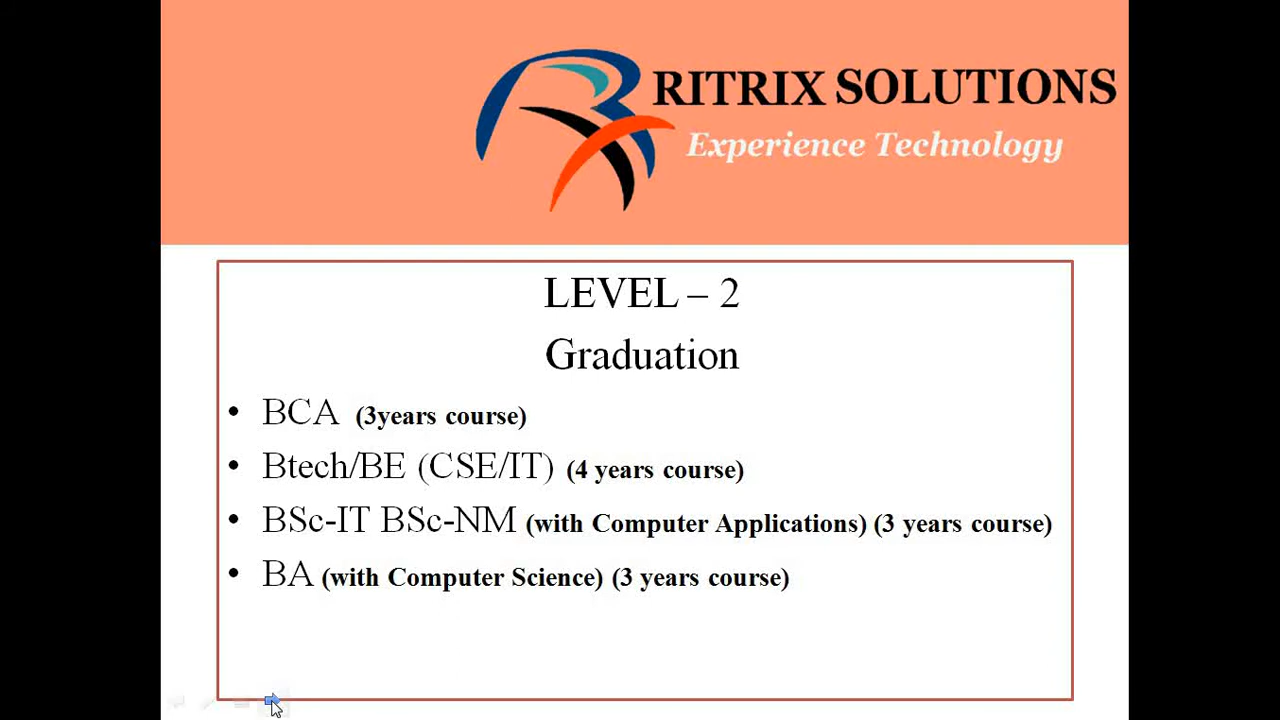 RITRIX SOLUTIONS
Experience Technology
LEVEL – 2
Graduation
• BCA (3years course)
• Btech/BE (CSE/IT) (4 years course)
• BSc-IT BSc-NM (with Computer Applications) (3 years course)
• BA (with Computer Science) (3 years course)